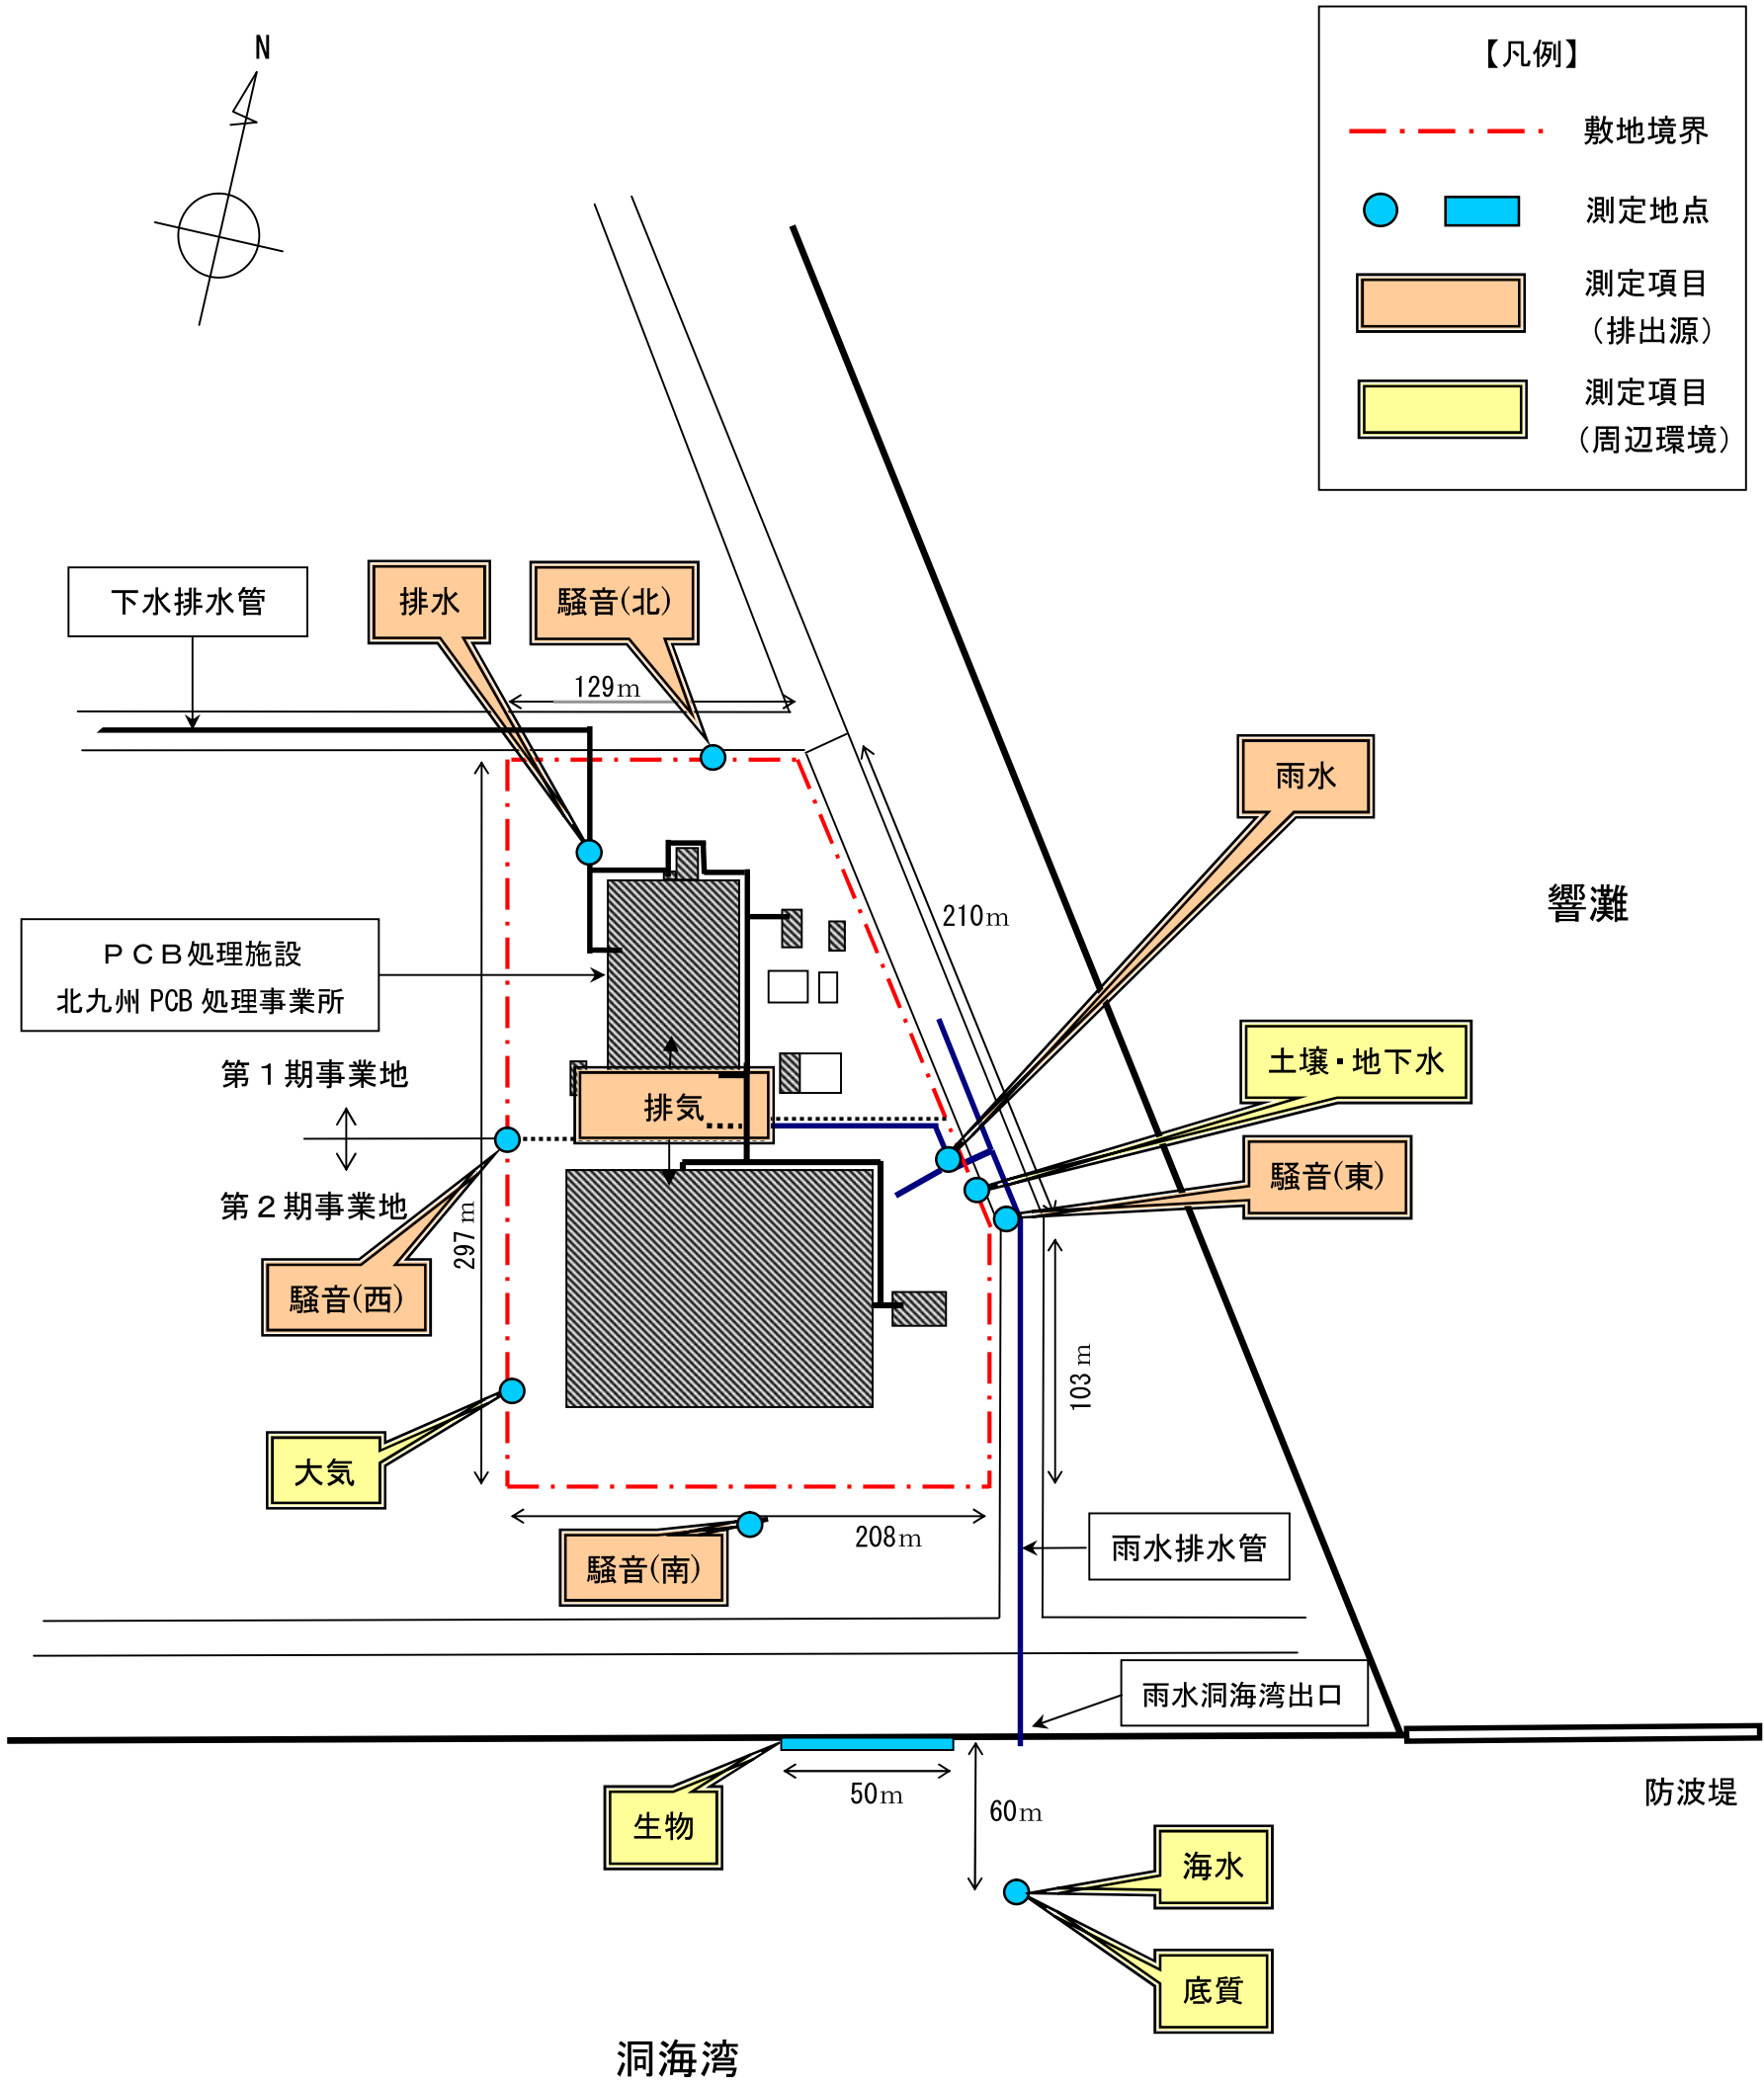 N
【凡例】
敷地境界
測定地点
測定項目
(排出源)
測定項目
(周辺環境)
下水排水管
排水
騒音(北)
129m
雨水
響灘
210m
PCB処理施設
北九州 PCB 処理事業所
土壌・地下水
第1期事業地
排気
騒音(東)
第2期事業地
297m
騒音(西)
103m
大気
208m
雨水排水管
騒音(南)
雨水洞海湾出口
50m
60m
防波堤
生物
海水
底質
洞海湾